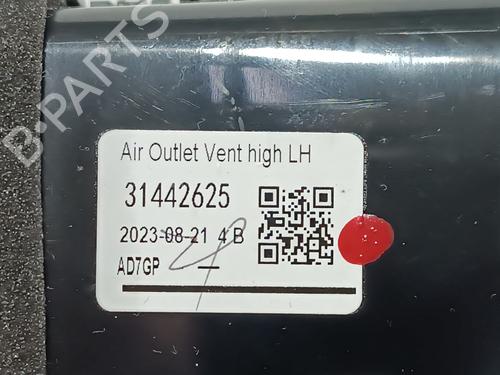 B-PARTS
Air Outlet Vent high LH
31442625
2023-08-21 4 B
AD7GP —